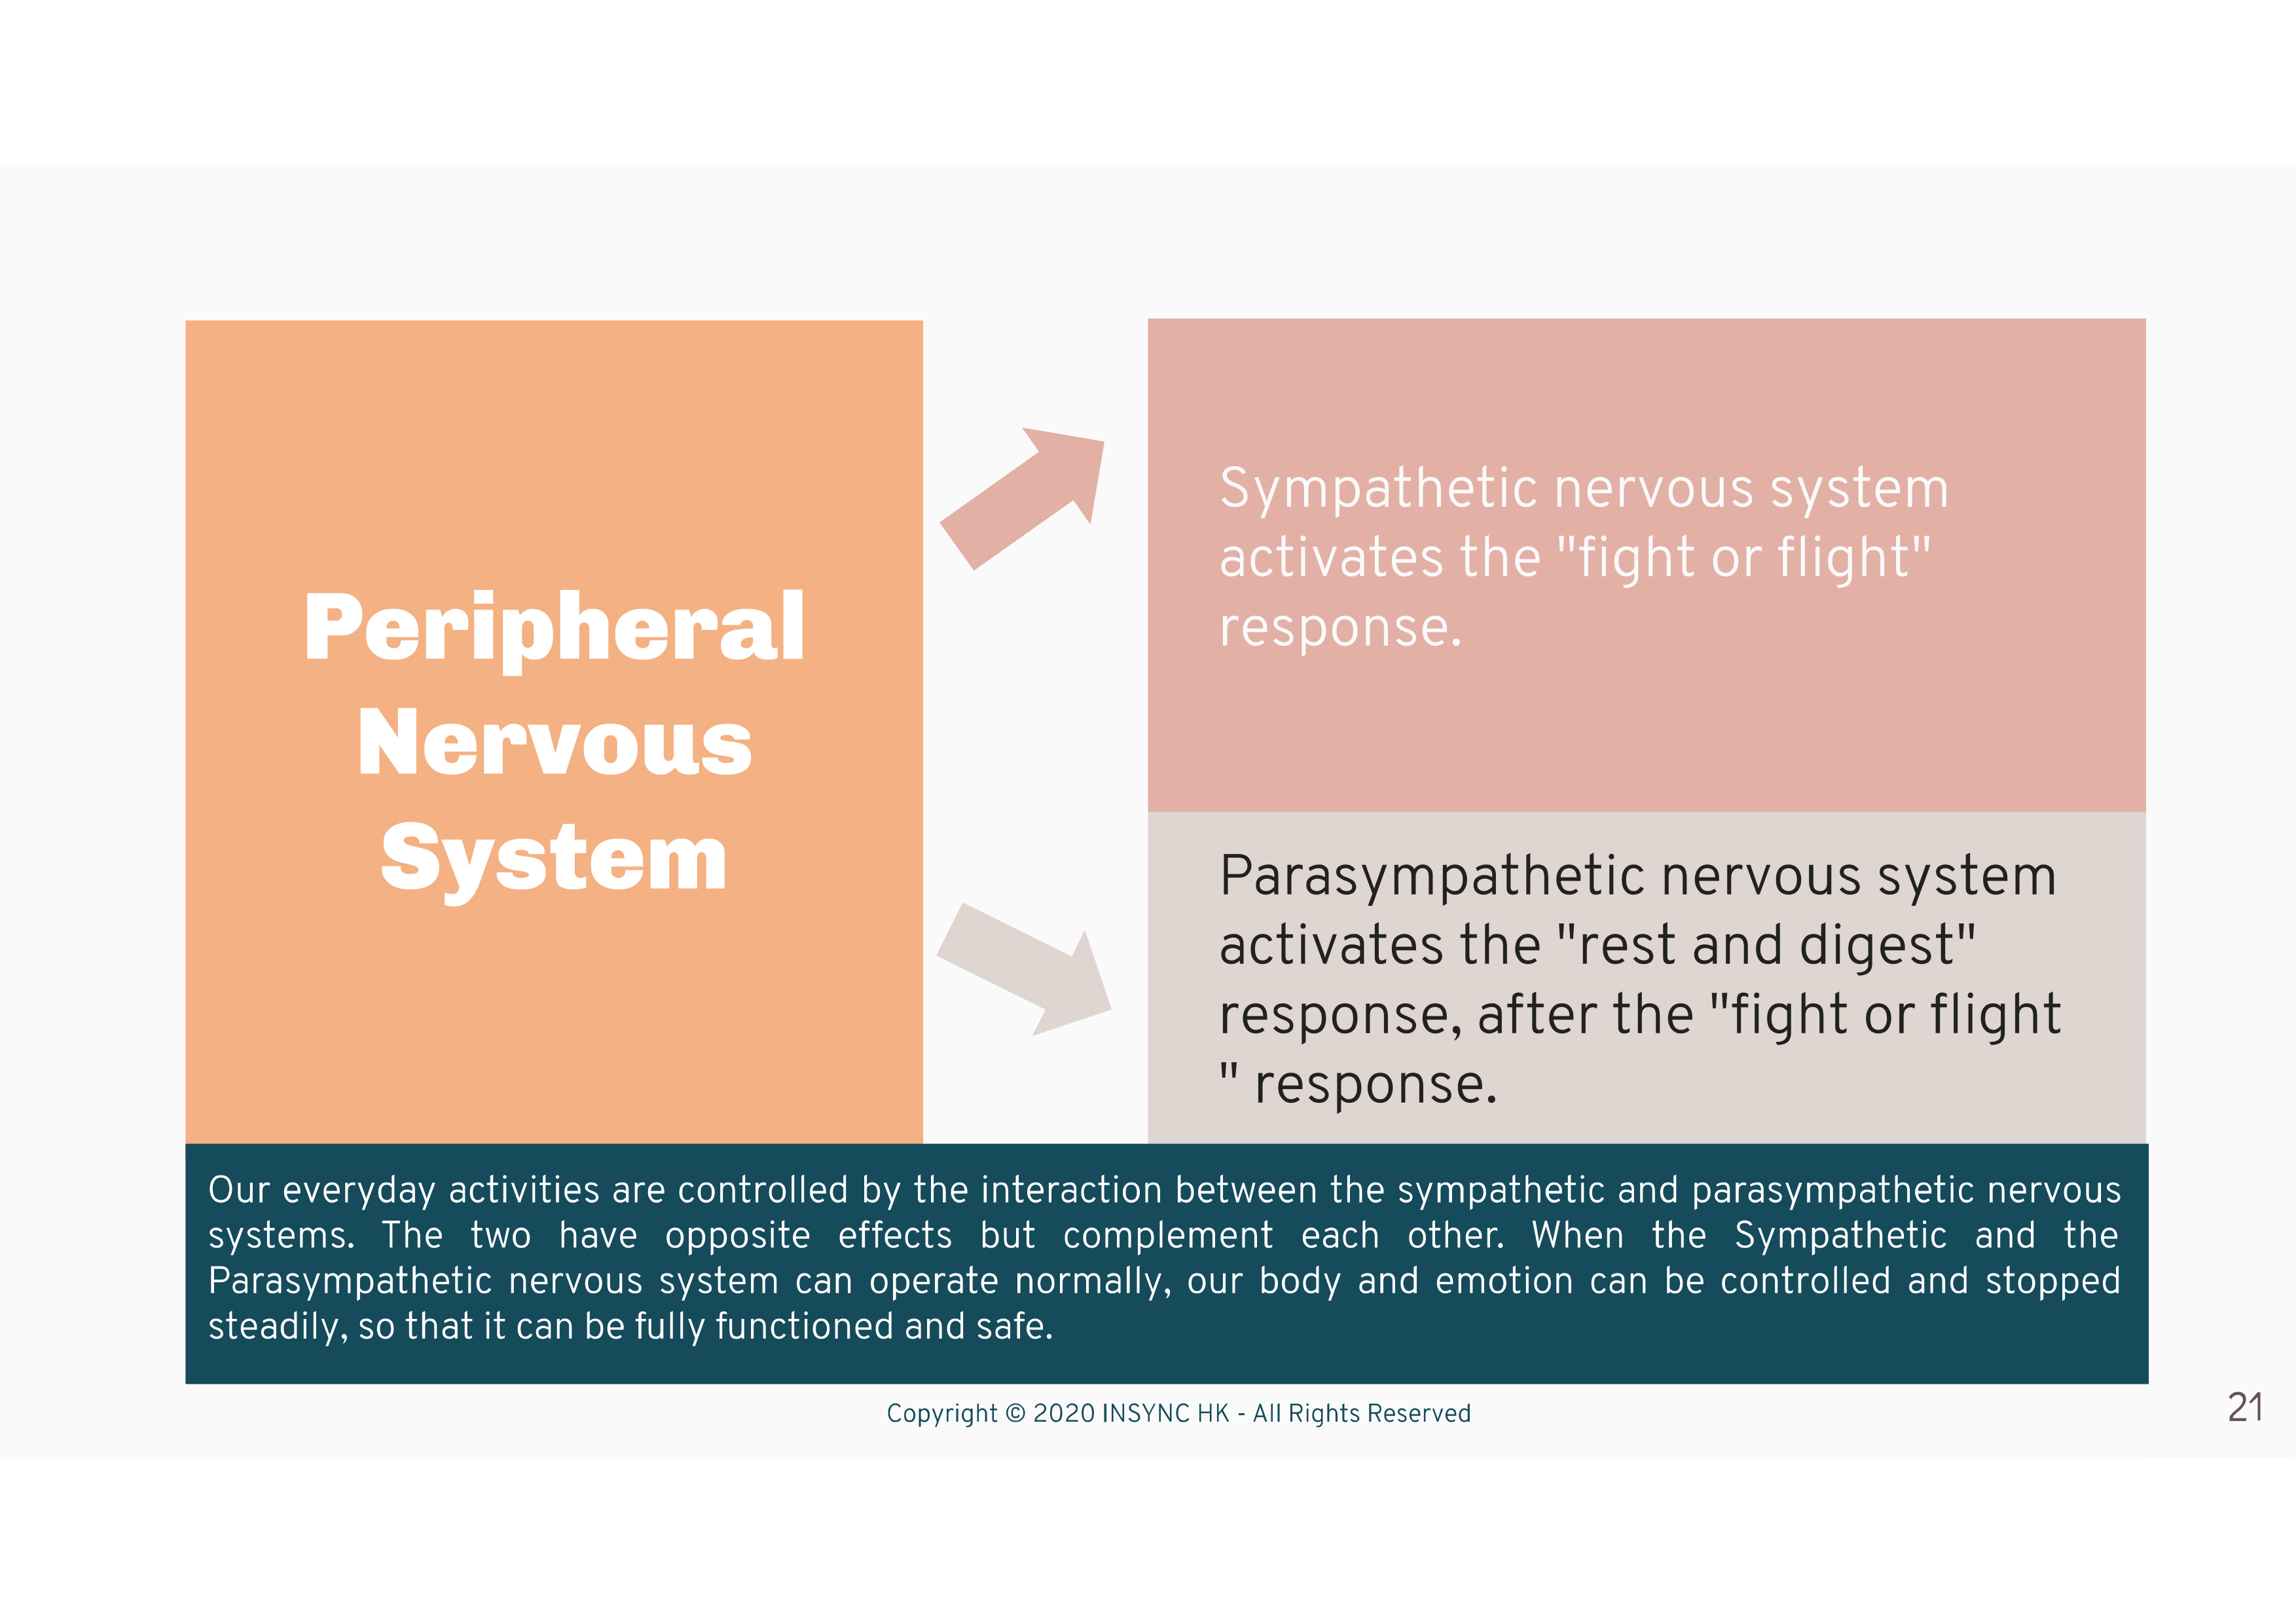 Peripheral
Nervous
System
Sympathetic nervous system
activates the "fight or flight"
response.
Parasympathetic nervous system
activates the "rest and digest"
response, after the "fight or flight
" response.
Our everyday activities are controlled by the interaction between the sympathetic and parasympathetic nervous
systems. The two have opposite effects but complement each other. When the Sympathetic and the
Parasympathetic nervous system can operate normally, our body and emotion can be controlled and stopped
steadily, so that it can be fully functioned and safe.
Copyright © 2020 INSYNC HK - All Rights Reserved
21